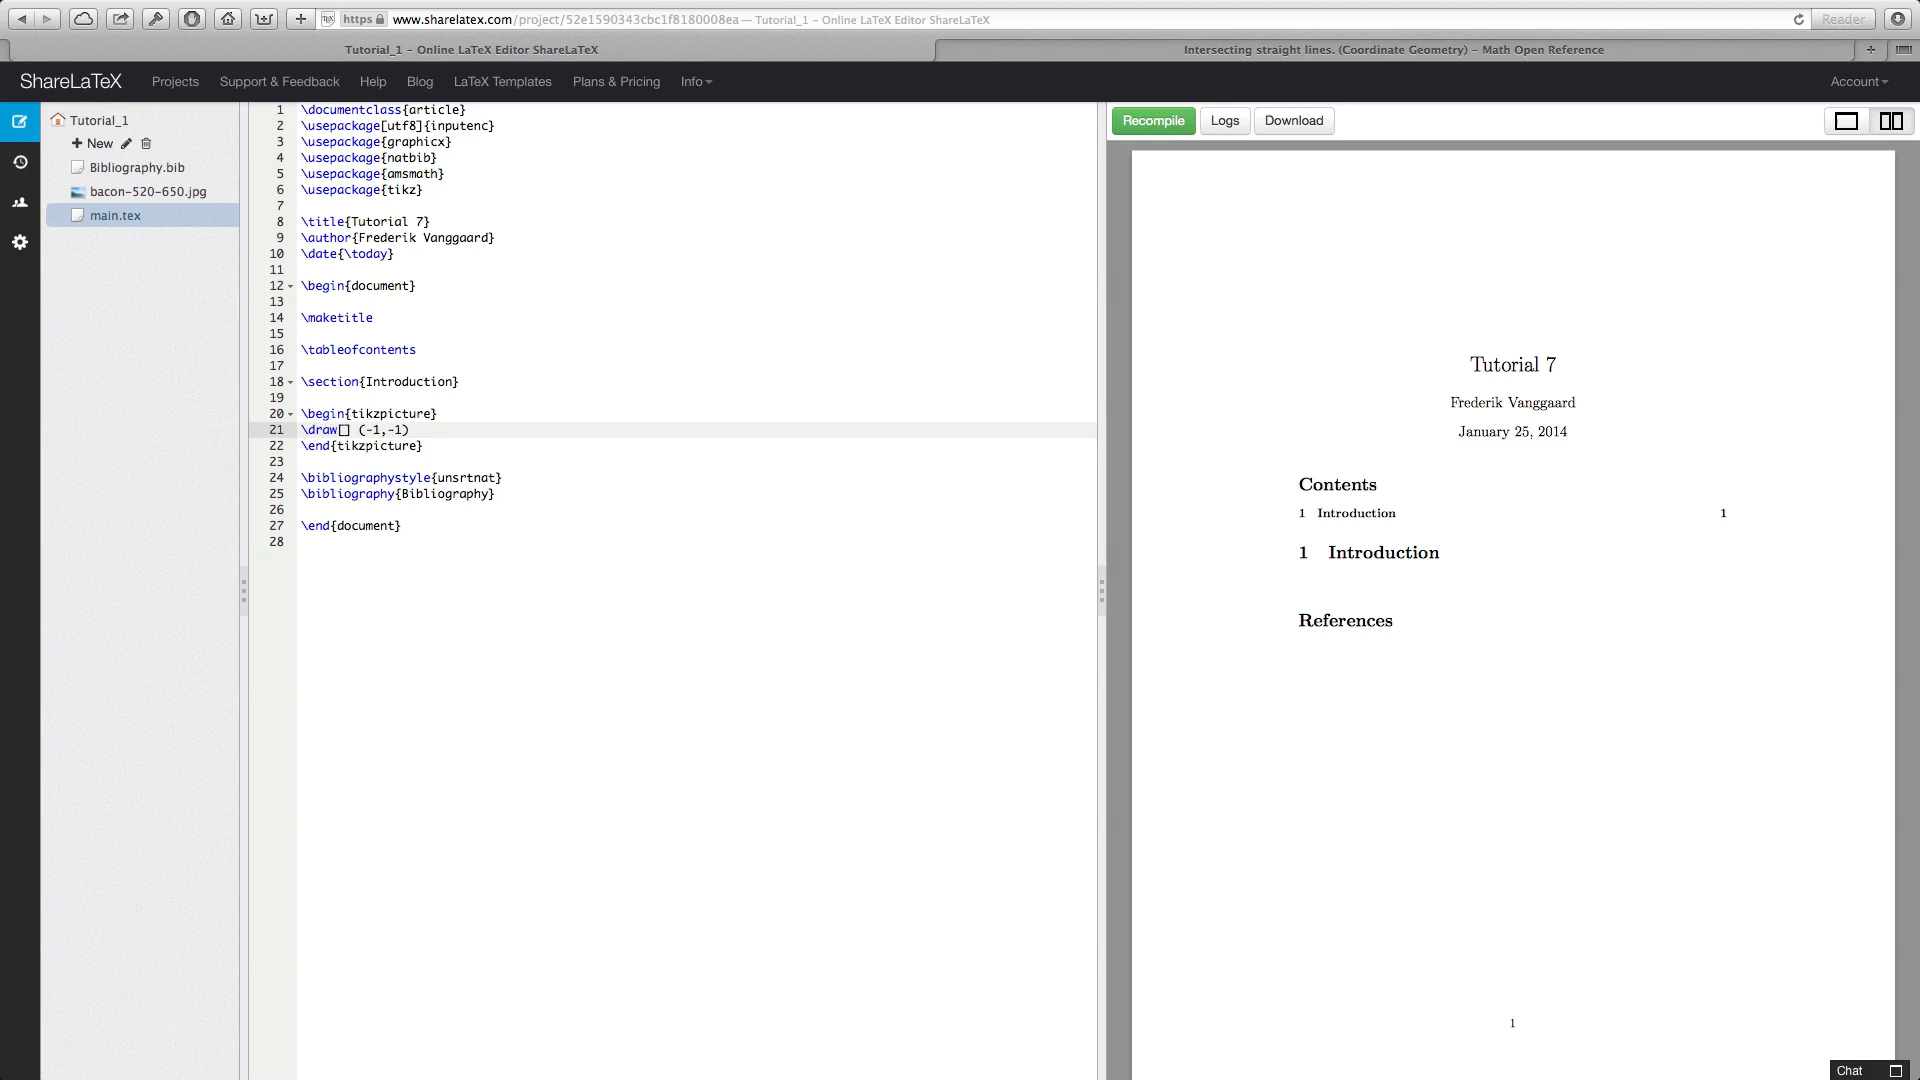 https www.sharelatex.com/project/52e1590343cbc1f8180008ea — Tutorial_1 – Online LaTeX Editor ShareLaTeX Reader
Tutorial_1 – Online LaTeX Editor ShareLaTeX
Intersecting straight lines. (Coordinate Geometry) – Math Open Reference
ShareLaTeX Projects Support & Feedback Help Blog LaTeX Templates Plans & Pricing Info Account
Tutorial_1
New
Bibliography.bib
bacon-520-650.jpg
main.tex
1 \documentclass{article}
2 \usepackage[utf8]{inputenc}
3 \usepackage{graphicx}
4 \usepackage{natbib}
5 \usepackage{amsmath}
6 \usepackage{tikz}
7
8 \title{Tutorial 7}
9 \author{Frederik Vanggaard}
10 \date{\today}
11
12 \begin{document}
13
14 \maketitle
15
16 \tableofcontents
17
18 \section{Introduction}
19
20 \begin{tikzpicture}
21 \draw[] (-1,-1)
22 \end{tikzpicture}
23
24 \bibliographystyle{unsrtnat}
25 \bibliography{Bibliography}
26
27 \end{document}
28
Recompile Logs Download
Tutorial 7
Frederik Vanggaard
January 25, 2014
Contents
1 Introduction 1
1 Introduction
References
1
Chat